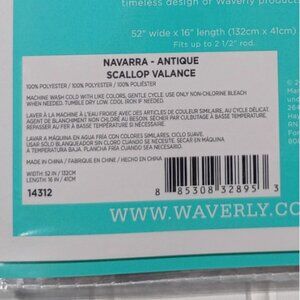 timeless design of Waverly produc
52" wide x 16" length (132cm x 41cm)
Fits up to 2 1/2" rod.
NAVARRA - ANTIQUE
SCALLOP VALANCE
100% POLYESTER / 100% POLYESTER / 100% POLIÉSTER
MACHINE WASH COLD WITH LIKE COLORS, GENTLE CYCLE. USE ONLY NON-CHLORINE BLEACH
WHEN NEEDED. TUMBLE DRY LOW. COOL IRON IF NEEDED.
LAVER À LA MACHINE À L'EAU FROIDE AVEC DES ARTICLES DE COULEUR SIMILAIRE, AU CYCLE DÉLICAT.
AGENT DE BLANCHIMENT NON CHLORÉ AU BESOIN. SÉCHER PAR CULBUTAGE À BASSE TEMPÉRATURE.
REPASSER AU FER À BASSE TEMPÉRATURE SI NÉCESSAIRE.
LAVAR A MÁQUINA EN AGUA FRÍA CON COLORES SIMILARES, CICLO SUAVE.
USAR SÓLO BLANQUEADOR SIN CLORO CUANDO SE NECESITE. SECAR EN MÁQUINA
A TEMPERATURA BAJA. PLANCHA FRÍA CUANDO SEA NECESARIO.
MADE IN CHINA / FABRIQUÉ EN CHINE / HECHO EN CHINA
WIDTH: 52 IN / 132CM
LENGTH: 16 IN / 41CM
14312
8 85308 32895 3
WWW.WAVERLY.CO